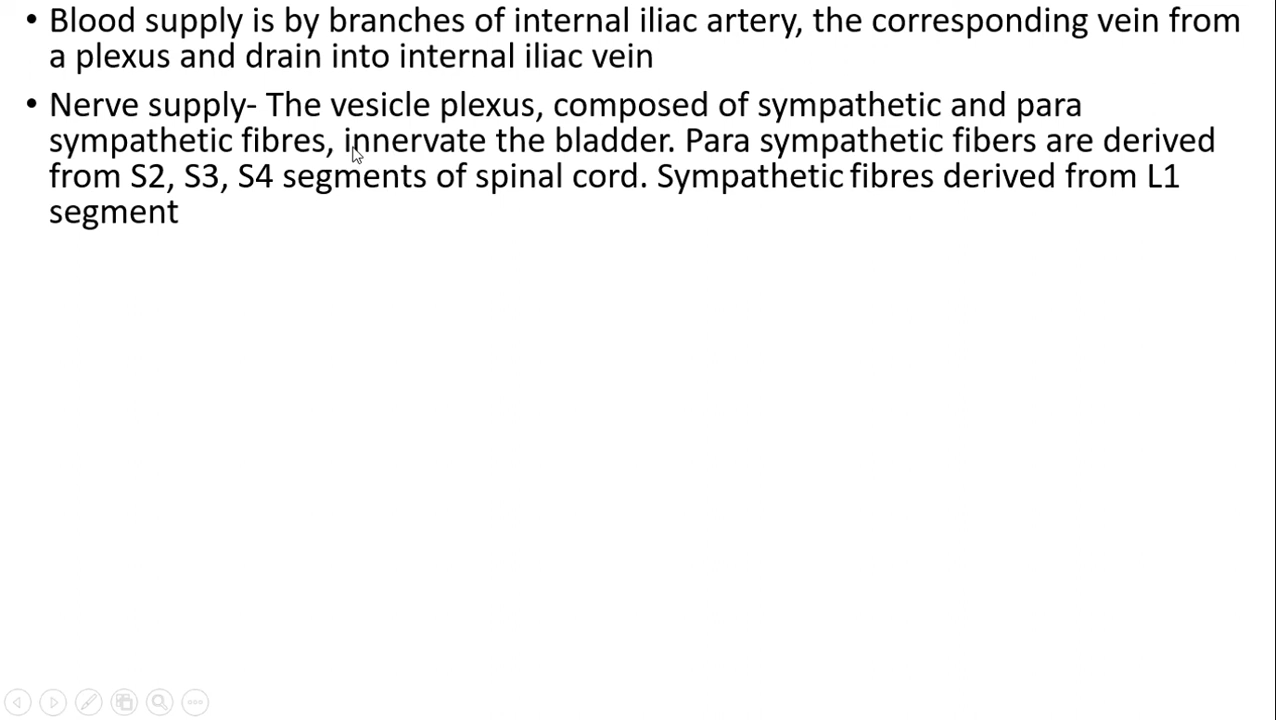 • Blood supply is by branches of internal iliac artery, the corresponding vein from
a plexus and drain into internal iliac vein
• Nerve supply- The vesicle plexus, composed of sympathetic and para
sympathetic fibres, innervate the bladder. Para sympathetic fibers are derived
from S2, S3, S4 segments of spinal cord. Sympathetic fibres derived from L1
segment